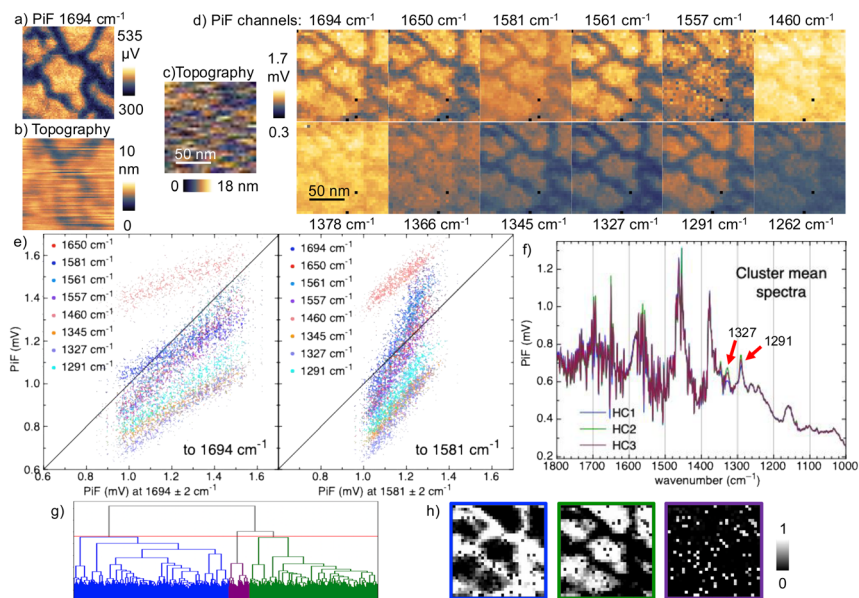 a) PiF 1694 cm-1
535
µV
300
b) Topography
10
nm
0
c)Topography
50 nm
0 18 nm
d) PiF channels: 1694 cm-1 1650 cm-1 1581 cm-1 1561 cm-1 1557 cm-1 1460 cm-1
1.7
mV
0.3
50 nm
1378 cm-1 1366 cm-1 1345 cm-1 1327 cm-1 1291 cm-1 1262 cm-1
e)
PiF (mV)
1.6
1.4
1.2
1.0
0.8
0.6
1650 cm-1
1581 cm-1
1561 cm-1
1557 cm-1
1460 cm-1
1345 cm-1
1327 cm-1
1291 cm-1
to 1694 cm-1
0.6 0.8 1.0 1.2 1.4 1.6
PiF (mV) at 1694 ± 2 cm-1
1694 cm-1
1650 cm-1
1561 cm-1
1557 cm-1
1460 cm-1
1345 cm-1
1327 cm-1
1291 cm-1
to 1581 cm-1
0.8 1.0 1.2 1.4 1.6
PiF (mV) at 1581 ± 2 cm-1
f)
PiF (mV)
1.2
1.0
0.8
0.6
0.4
0.2
Cluster mean
spectra
1327
1291
HC1
HC2
HC3
1800 1700 1600 1500 1400 1300 1200 1100 1000
wavenumber (cm-1)
g)
h)
1
0